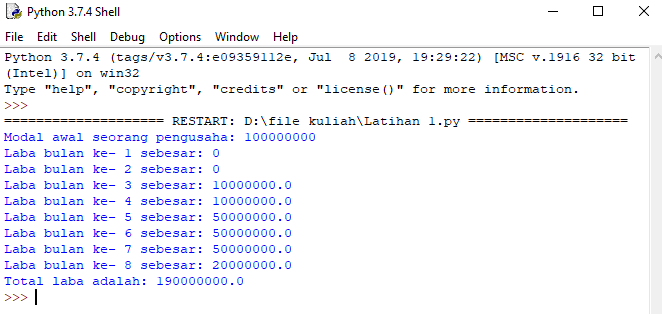 Python 3.7.4 Shell
File Edit Shell Debug Options Window Help
Python 3.7.4 (tags/v3.7.4:e09359112e, Jul  8 2019, 19:29:22) [MSC v.1916 32 bit
(Intel)] on win32
Type "help", "copyright", "credits" or "license()" for more information.
>>>
==================== RESTART: D:\file kuliah\Latihan 1.py ====================
Modal awal seorang pengusaha: 100000000
Laba bulan ke- 1 sebesar: 0
Laba bulan ke- 2 sebesar: 0
Laba bulan ke- 3 sebesar: 10000000.0
Laba bulan ke- 4 sebesar: 10000000.0
Laba bulan ke- 5 sebesar: 50000000.0
Laba bulan ke- 6 sebesar: 50000000.0
Laba bulan ke- 7 sebesar: 50000000.0
Laba bulan ke- 8 sebesar: 20000000.0
Total laba adalah: 190000000.0
>>>